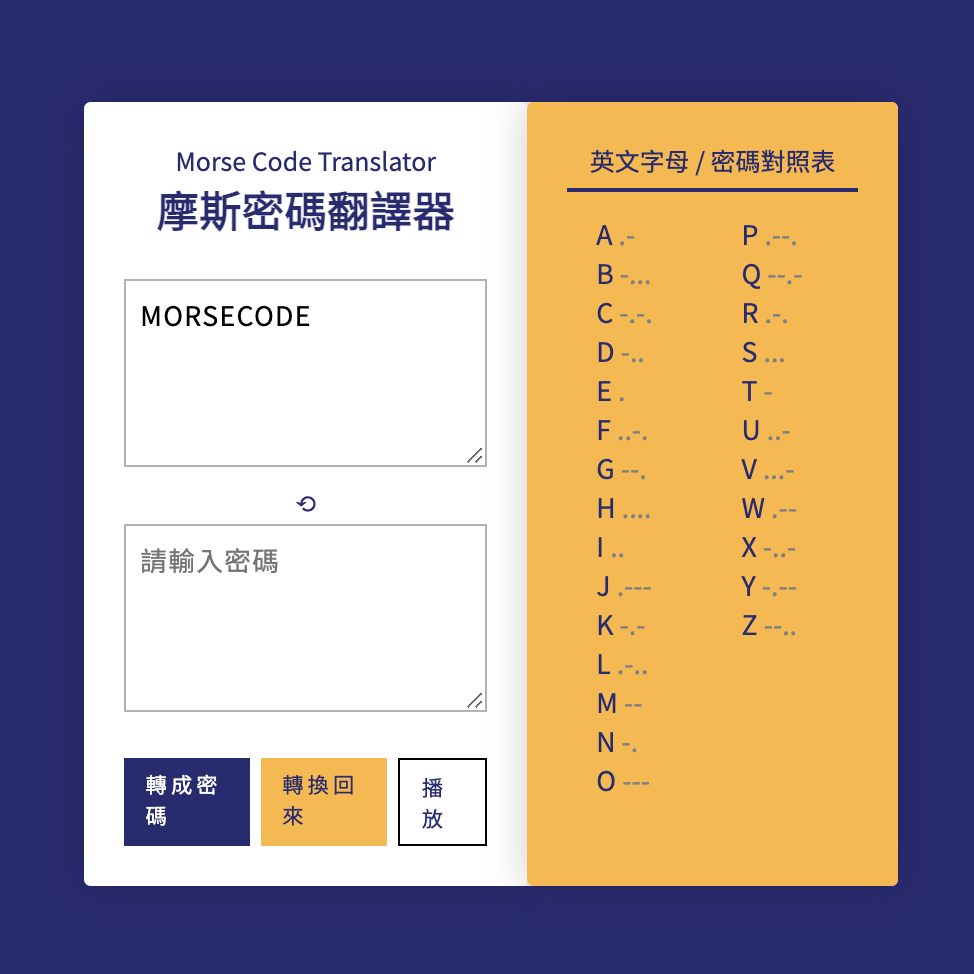 Morse Code Translator
摩斯密碼翻譯器
MORSECODE
⟲
請輸入密碼
轉成密
碼
轉換回
來
播
放
英文字母 / 密碼對照表
A .-
B -...
C -.-.
D -..
E .
F ..-.
G --.
H ....
I ..
J .---
K -.-
L .-..
M --
N -.
O ---
P .--.
Q --.-
R .-.
S ...
T -
U ..-
V ...-
W .--
X -..-
Y -.--
Z --..